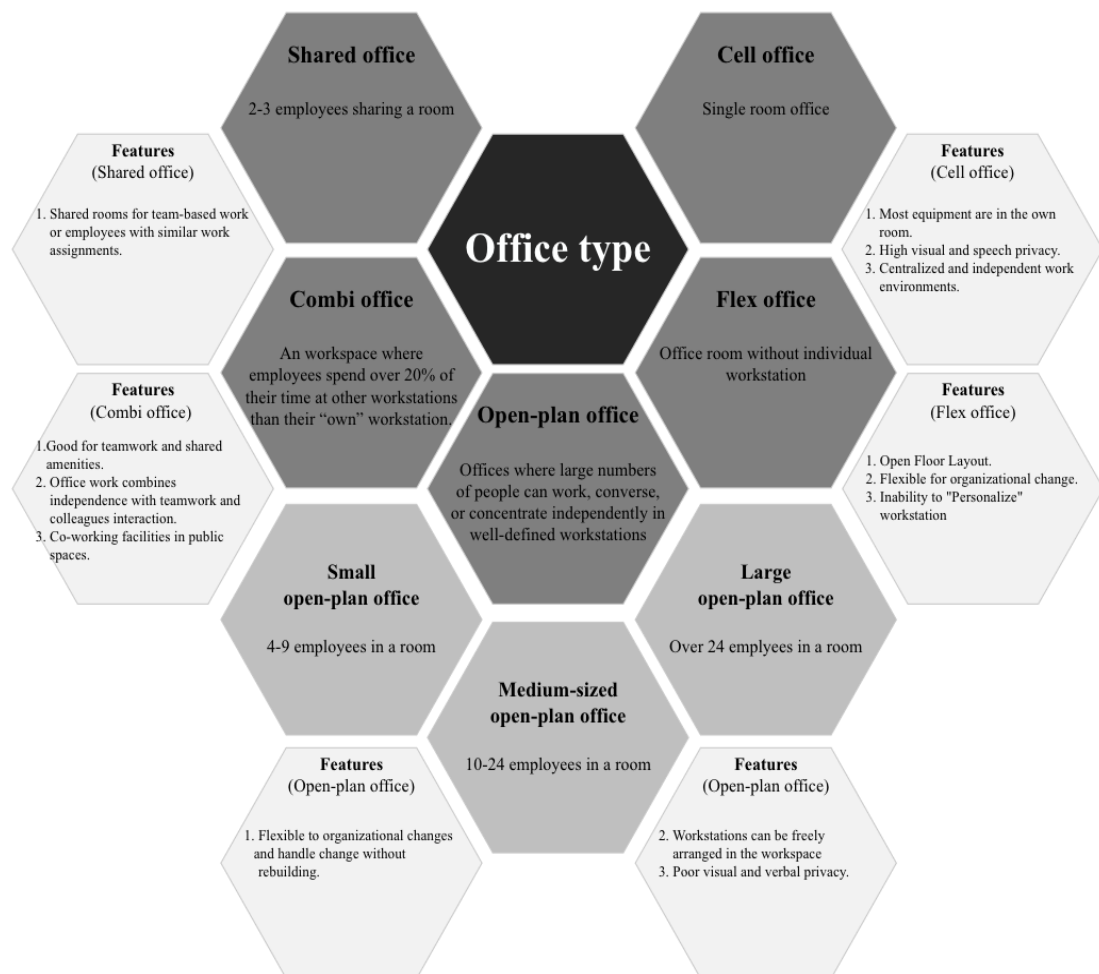 Shared office
2-3 employees sharing a room
Cell office
Single room office
Features
(Shared office)
1. Shared rooms for team-based work
or employees with similar work
assignments.
Office type
Features
(Cell office)
1. Most equipment are in the own
room.
2. High visual and speech privacy.
3. Centralized and independent work
environments.
Combi office
An workspace where
employees spend over 20% of
their time at other workstations
than their “own” workstation.
Flex office
Office room without individual
workstation
Features
(Combi office)
1.Good for teamwork and shared
amenities.
2. Office work combines
independence with teamwork and
colleagues interaction.
3. Co-working facilities in public
spaces.
Open-plan office
Offices where large numbers
of people can work, converse,
or concentrate independently in
well-defined workstations
Features
(Flex office)
1. Open Floor Layout.
2. Flexible for organizational change.
3. Inability to "Personalize"
workstation
Small
open-plan office
4-9 employees in a room
Large
open-plan office
Over 24 emplyees in a room
Medium-sized
open-plan office
10-24 employees in a room
Features
(Open-plan office)
1. Flexible to organizational changes
and handle change without
rebuilding.
Features
(Open-plan office)
2. Workstations can be freely
arranged in the workspace
3. Poor visual and verbal privacy.